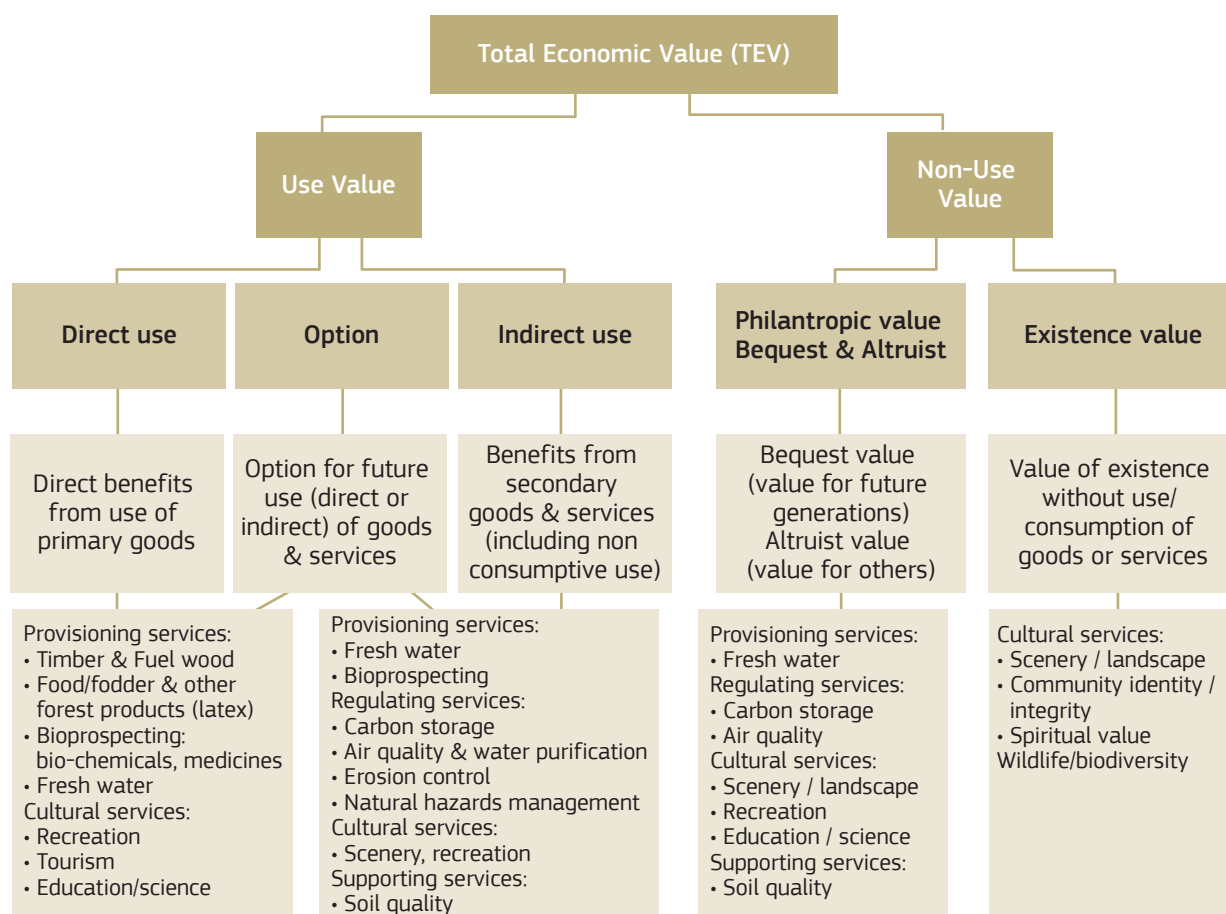 Total Economic Value (TEV)
Use Value
Non-Use
Value
Direct use
Option
Indirect use
Philantropic value
Bequest & Altruist
Existence value
Direct benefits
from use of
primary goods
Option for future
use (direct or
indirect) of goods
& services
Benefits from
secondary
goods & services
(including non
consumptive use)
Bequest value
(value for future
generations)
Altruist value
(value for others)
Value of existence
without use/
consumption of
goods or services
Provisioning services:
• Timber & Fuel wood
• Food/fodder & other
forest products (latex)
• Bioprospecting:
bio-chemicals, medicines
• Fresh water
Cultural services:
• Recreation
• Tourism
• Education/science
Provisioning services:
• Fresh water
• Bioprospecting
Regulating services:
• Carbon storage
• Air quality & water purification
• Erosion control
• Natural hazards management
Cultural services:
• Scenery, recreation
Supporting services:
• Soil quality
Provisioning services:
• Fresh water
Regulating services:
• Carbon storage
• Air quality
Cultural services:
• Scenery / landscape
• Recreation
• Education / science
Supporting services:
• Soil quality
Cultural services:
• Scenery / landscape
• Community identity /
integrity
• Spiritual value
Wildlife/biodiversity